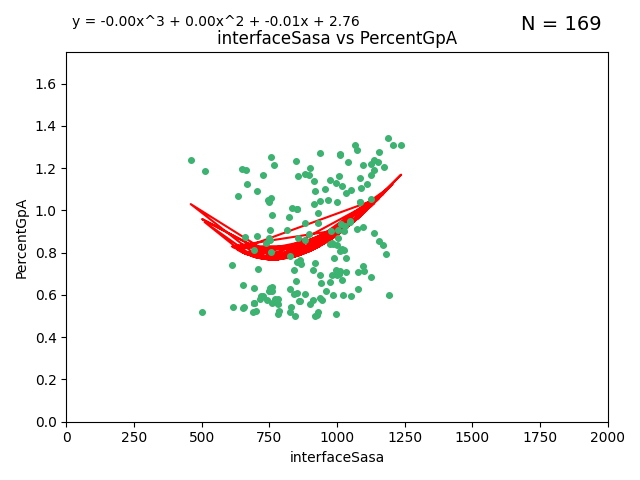 y = -0.00x^3 + 0.00x^2 + -0.01x + 2.76
N = 169
interfaceSasa vs PercentGpA
1.6
1.4
1.2
1.0
0.8
0.6
0.4
0.2
0.0
PercentGpA
0 250 500 750 1000 1250 1500 1750 2000
interfaceSasa